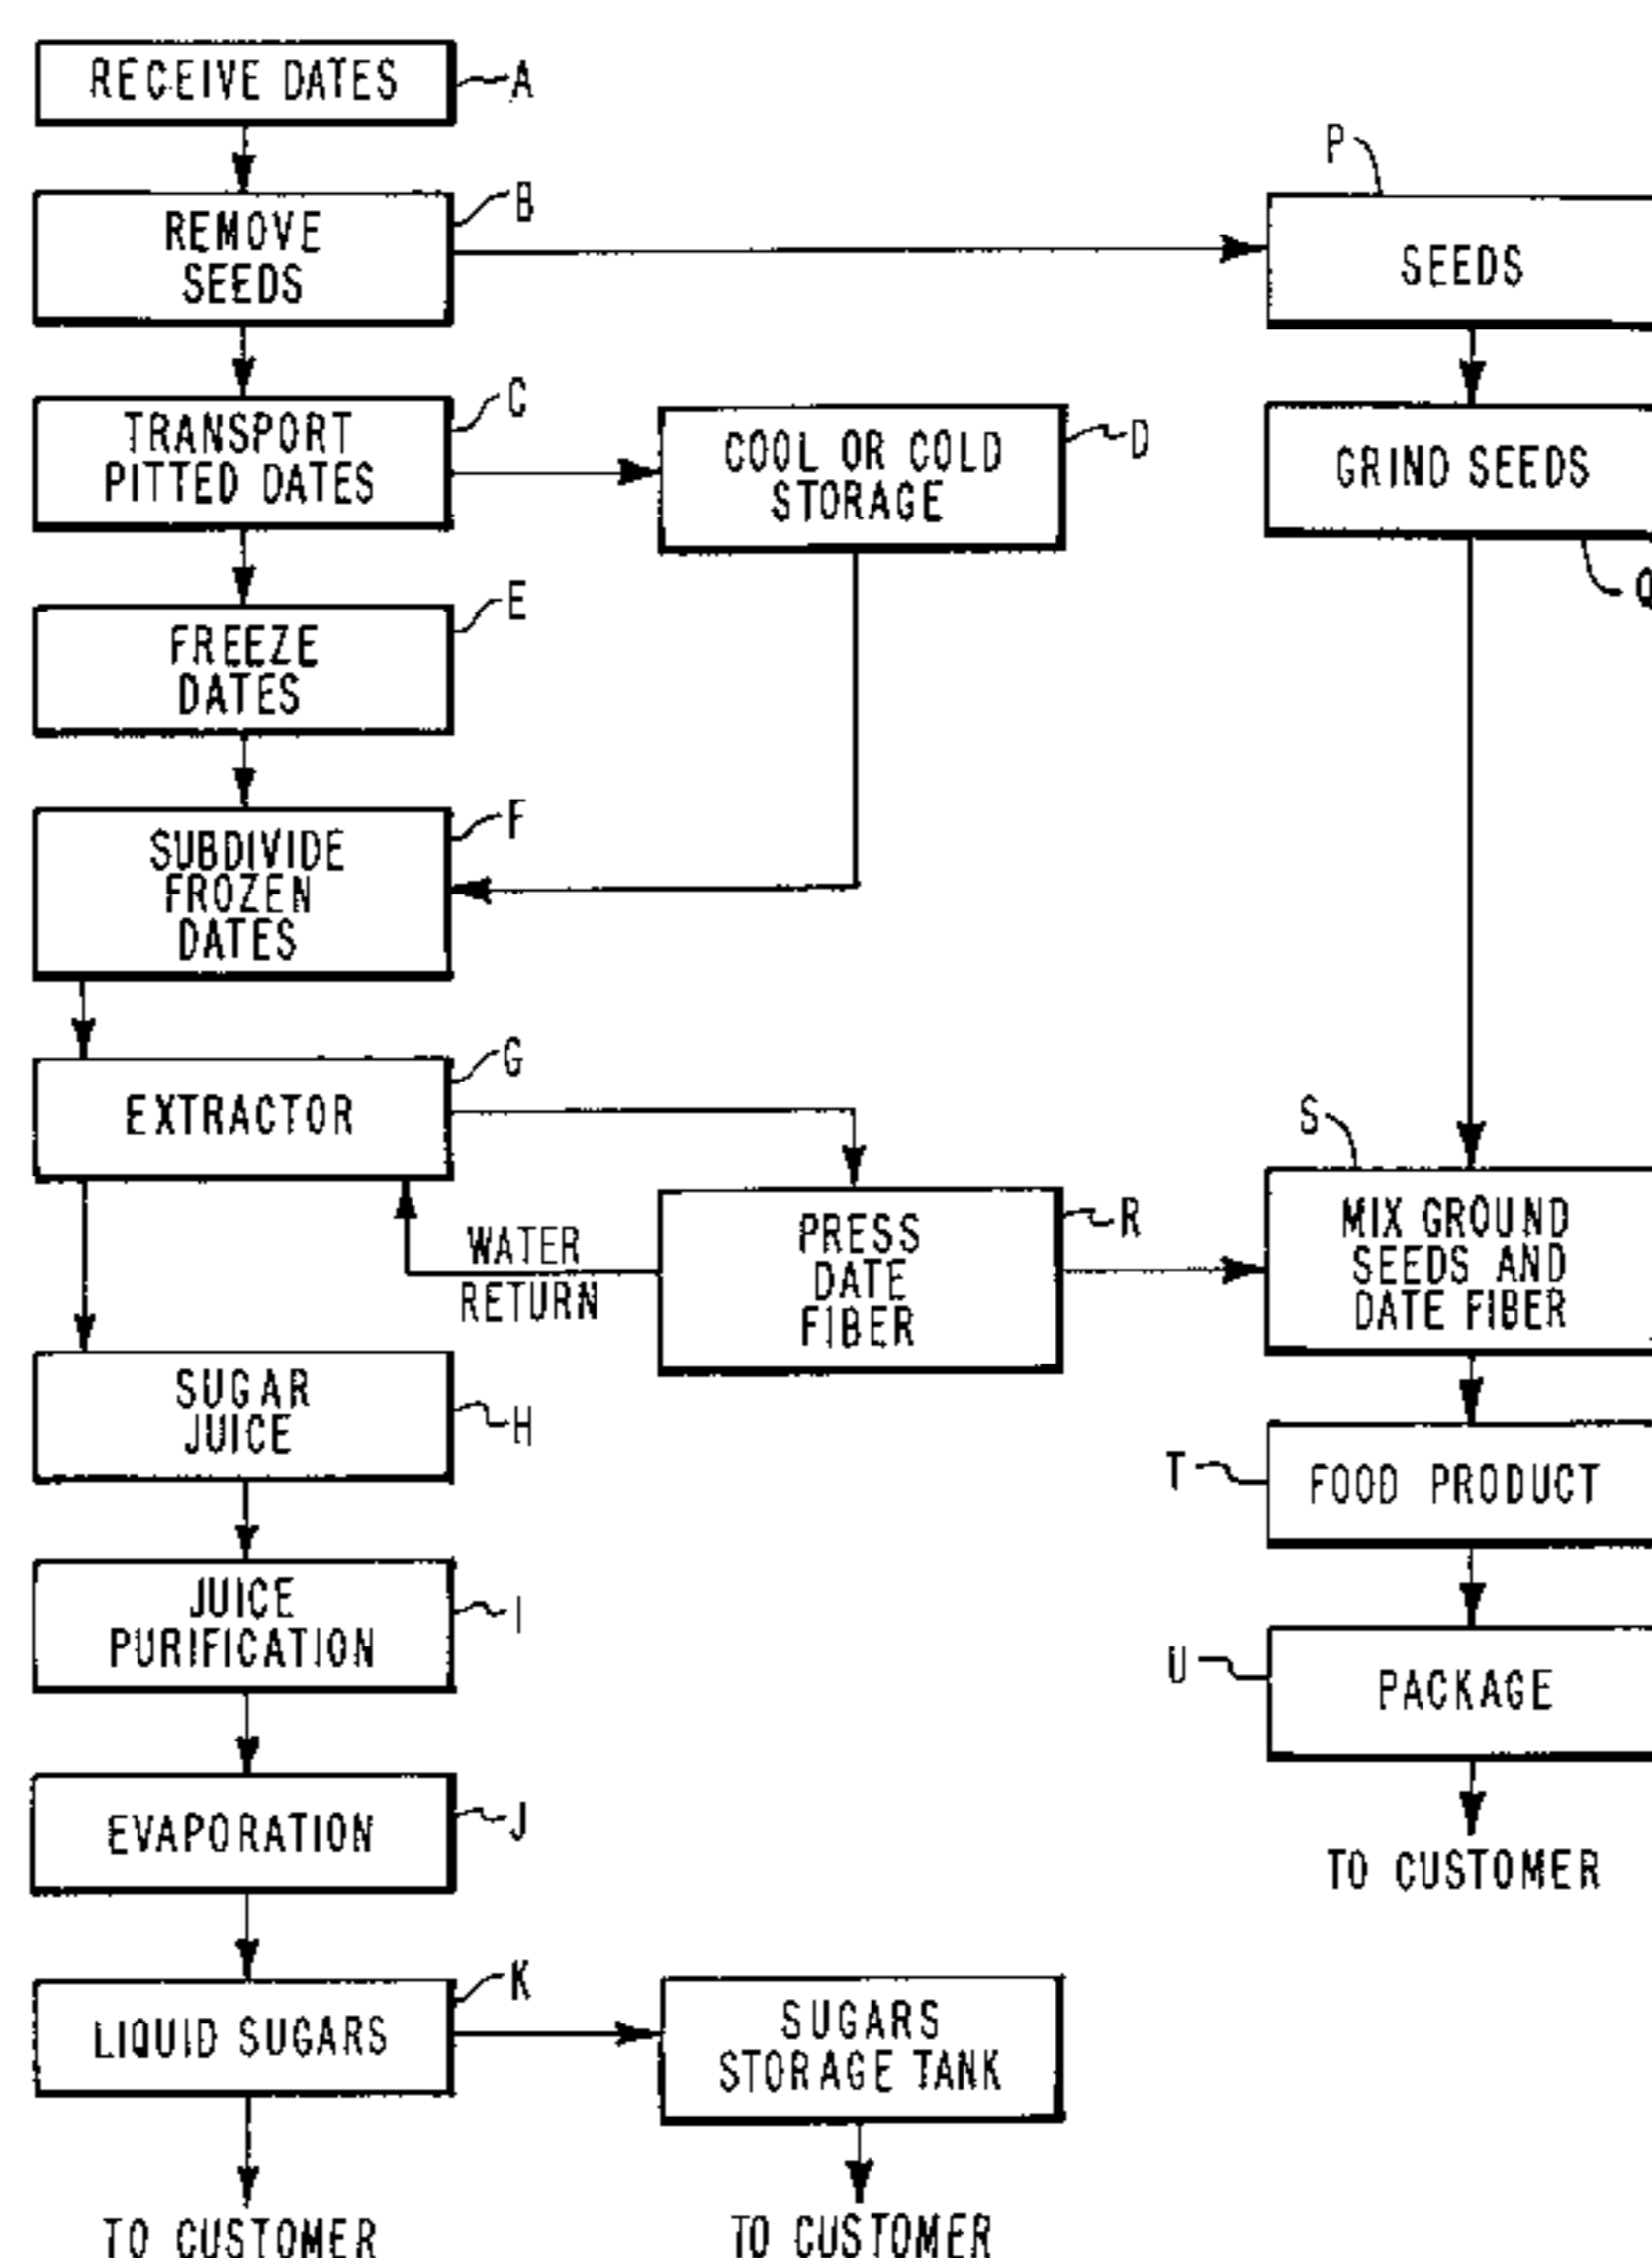 RECEIVE DATES
A
REMOVE
SEEDS
B
P
SEEDS
TRANSPORT
PITTED DATES
C
COOL OR COLD
STORAGE
D
GRIND SEEDS
Q
FREEZE
DATES
E
SUBDIVIDE
FROZEN
DATES
F
EXTRACTOR
G
WATER
RETURN
PRESS
DATE
FIBER
R
S
MIX GROUND
SEEDS AND
DATE FIBER
SUGAR
JUICE
H
T
FOOD PRODUCT
JUICE
PURIFICATION
I
U
PACKAGE
EVAPORATION
J
TO CUSTOMER
LIQUID SUGARS
K
SUGARS
STORAGE TANK
TO CUSTOMER
TO CUSTOMER